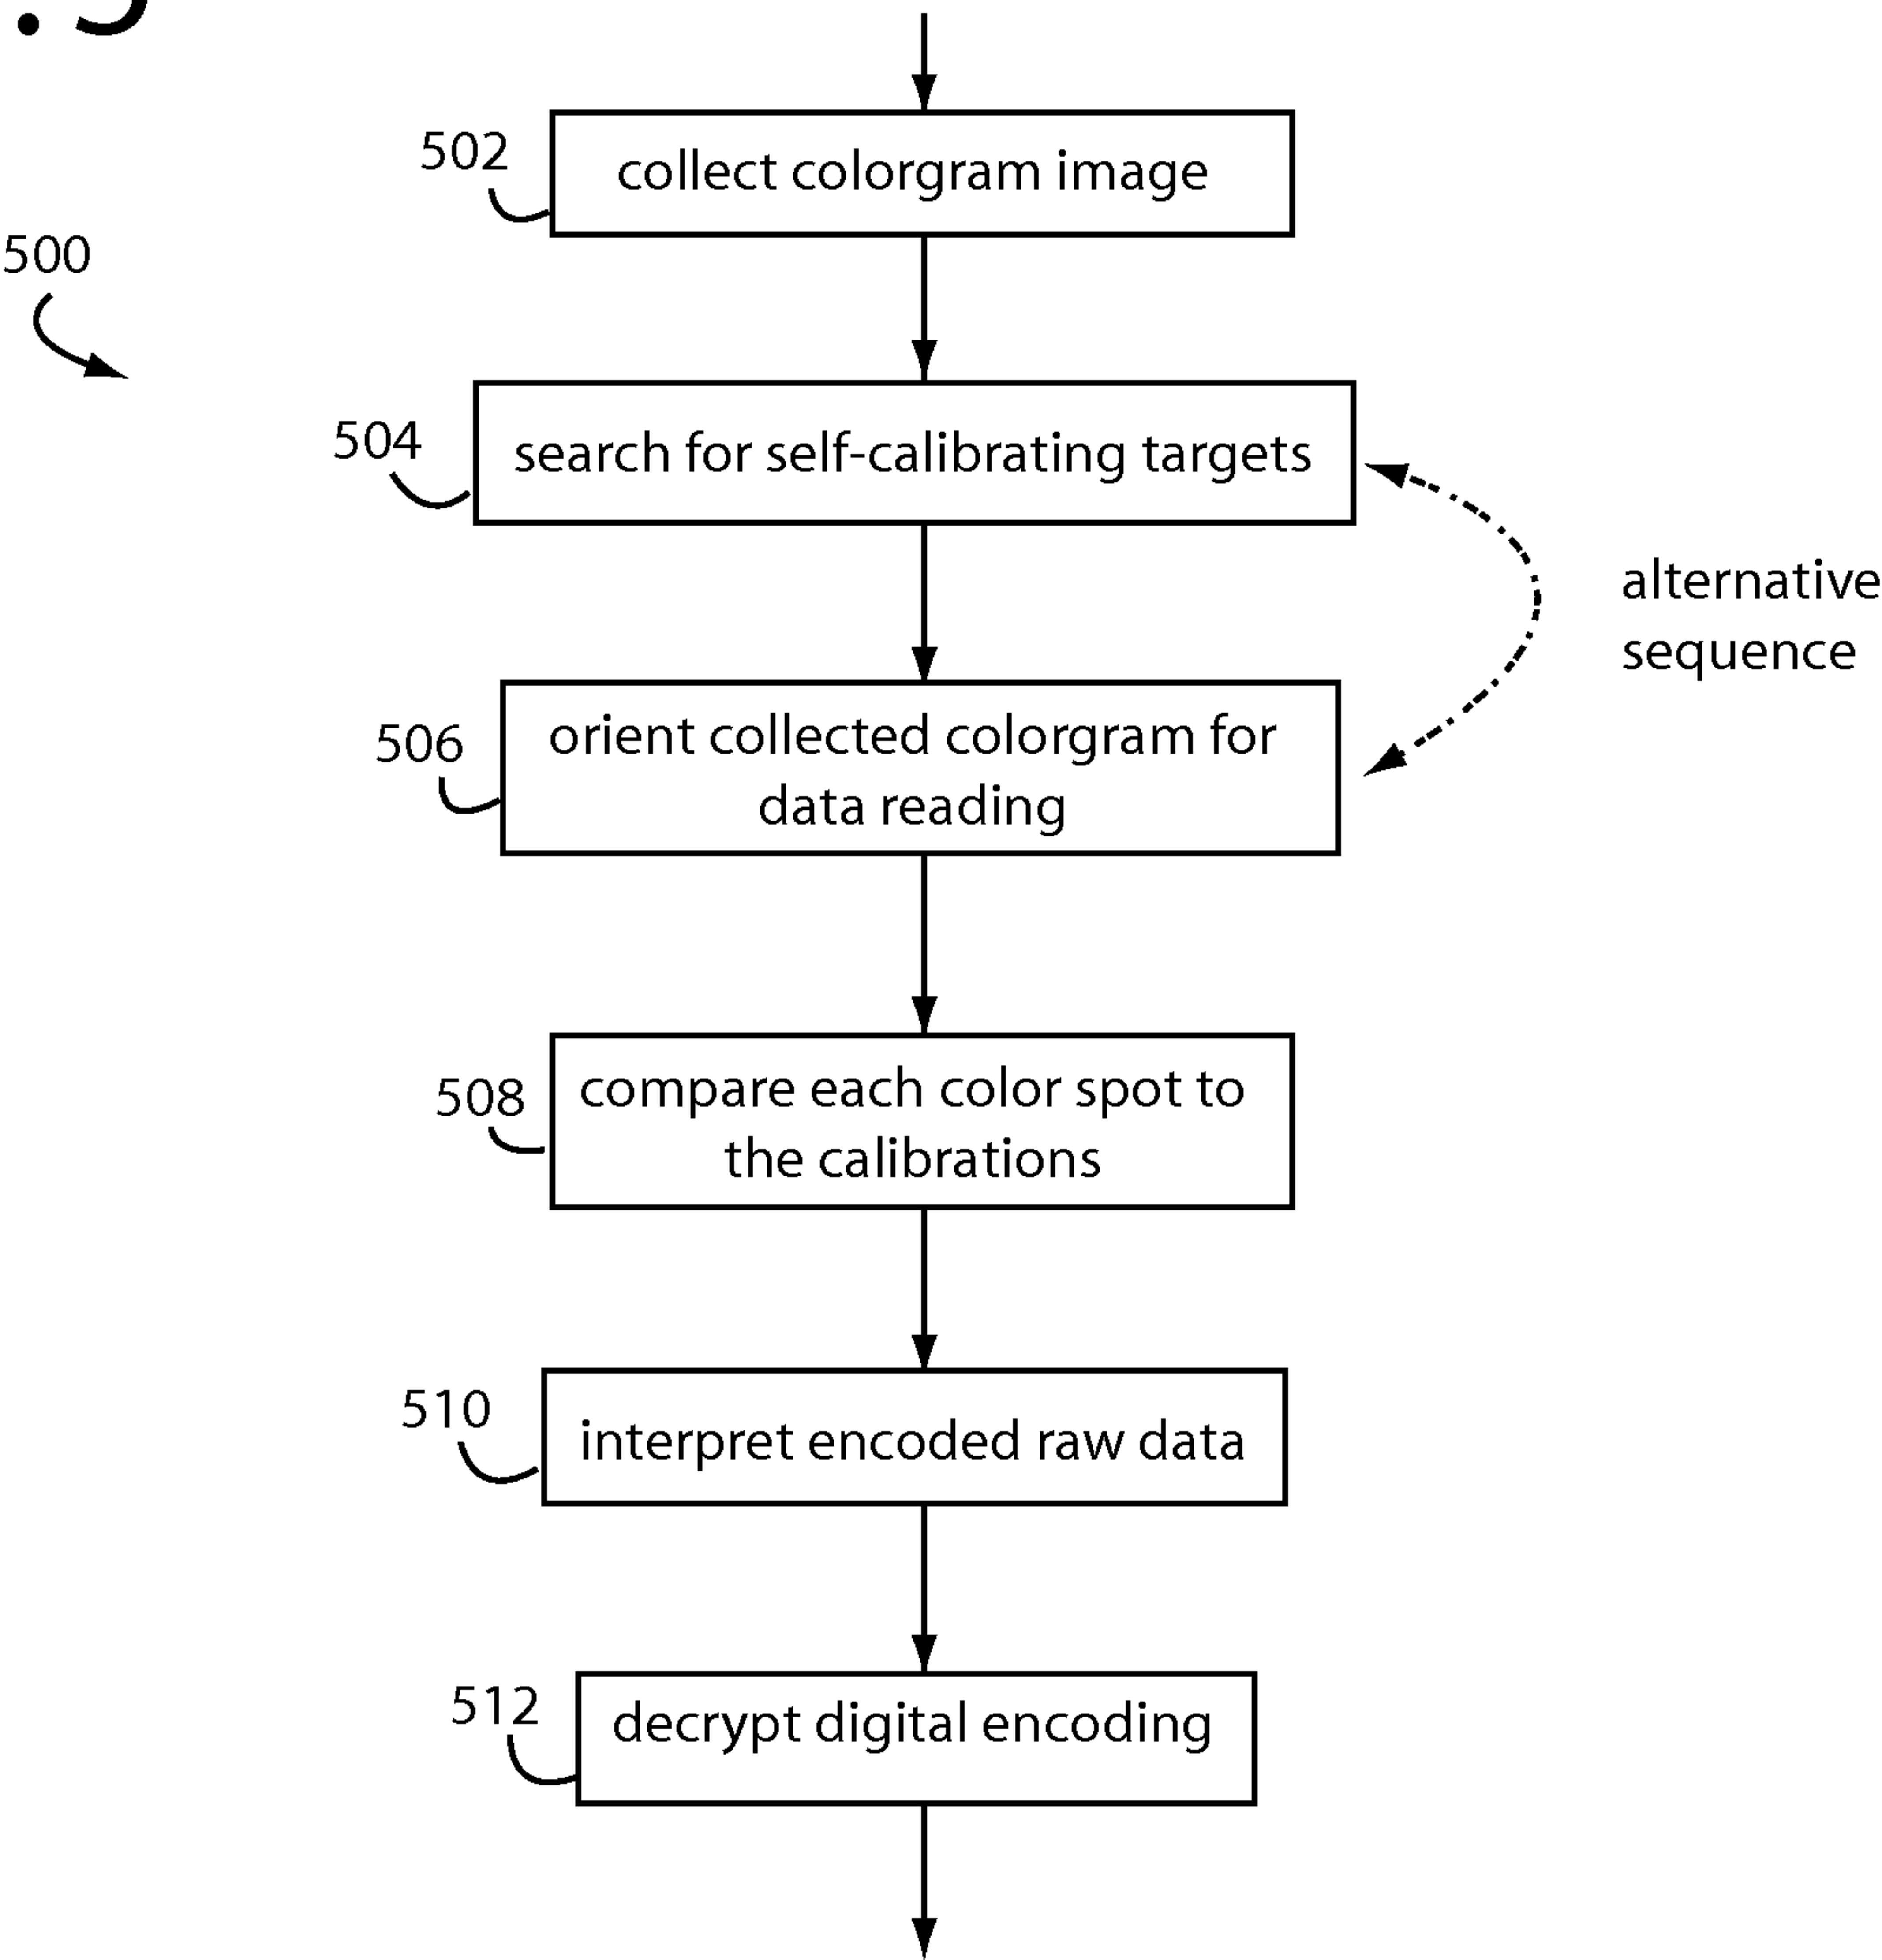 502
collect colorgram image
500
504
search for self-calibrating targets
alternative
sequence
506
orient collected colorgram for
data reading
508
compare each color spot to
the calibrations
510
interpret encoded raw data
512
decrypt digital encoding